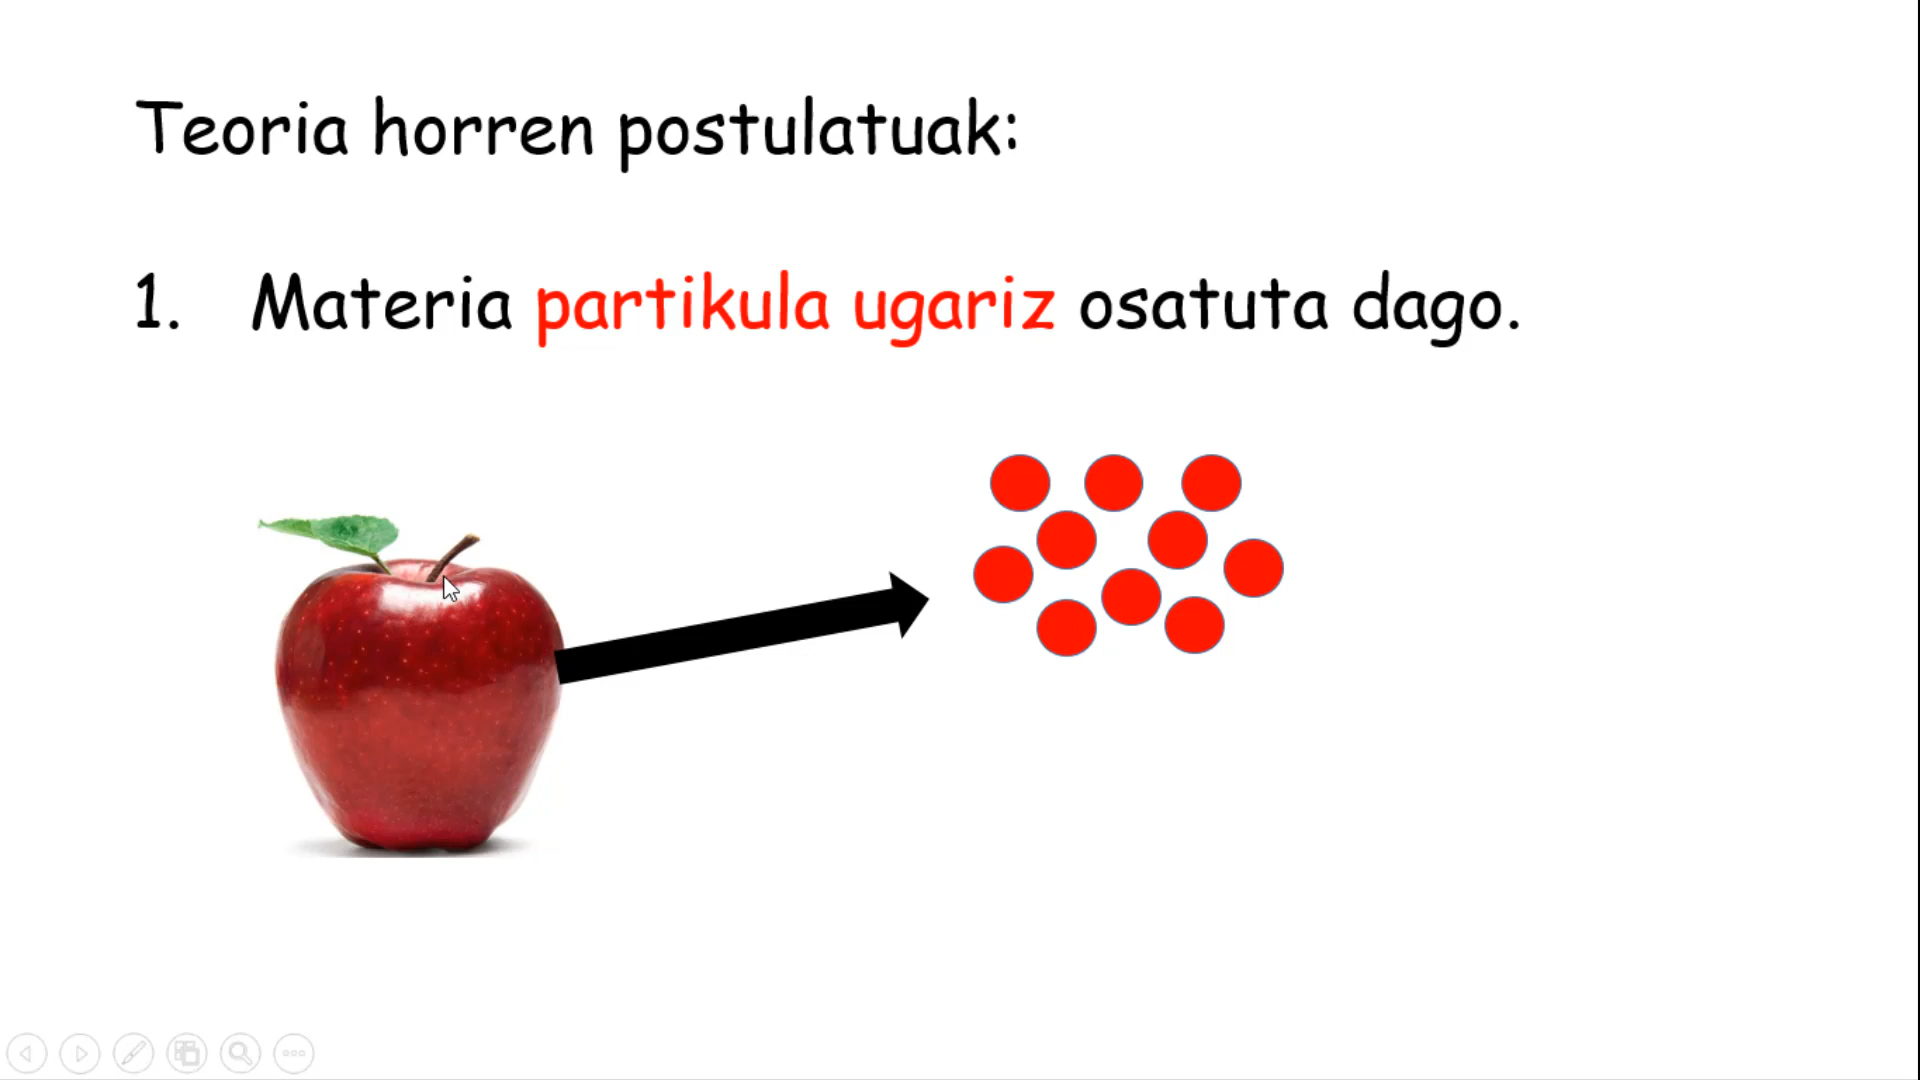 Teoria horren postulatuak:
1. Materia partikula ugariz osatuta dago.